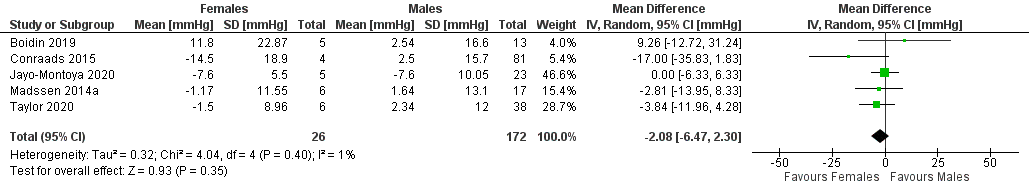 Females Males Mean Difference Mean Difference
Study or Subgroup Mean [mmHg] SD [mmHg] Total Mean [mmHg] SD [mmHg] Total Weight IV, Random, 95% CI [mmHg] IV, Random, 95% CI [mmHg]
Boidin 2019 11.8 22.87 5 2.54 16.6 13 4.0% 9.26 [-12.72, 31.24]
Conraads 2015 -14.5 18.9 4 2.5 15.7 81 5.4% -17.00 [-35.83, 1.83]
Jayo-Montoya 2020 -7.6 5.5 5 -7.6 10.05 23 46.6% 0.00 [-6.33, 6.33]
Madssen 2014a -1.17 11.55 6 1.64 13.1 17 15.4% -2.81 [-13.95, 8.33]
Taylor 2020 -1.5 8.96 6 2.34 12 38 28.7% -3.84 [-11.96, 4.28]
Total (95% CI) 26 172 100.0% -2.08 [-6.47, 2.30]
Heterogeneity: Tau² = 0.32; Chi² = 4.04, df = 4 (P = 0.40); I² = 1%
Test for overall effect: Z = 0.93 (P = 0.35)
-50 -25 0 25 50
Favours Females Favours Males